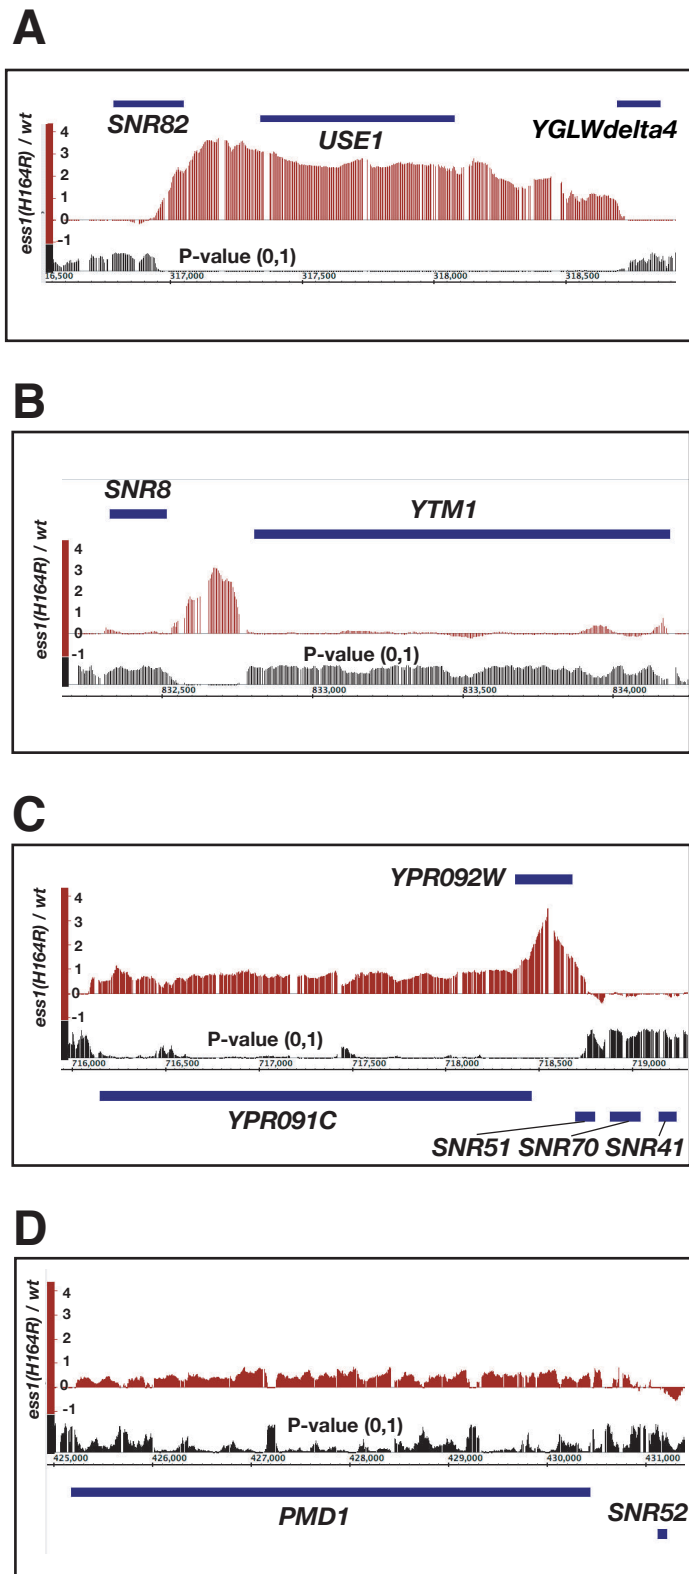 A
SNR82
USE1
YGLWdelta4
ess1(H164R) / wt
4
3
2
1
0
-1
P-value (0,1)
16,500 317,000 317,500 318,000 318,500
B
SNR8
YTM1
ess1(H164R) / wt
4
3
2
1
0
-1
P-value (0,1)
832,500 833,000 833,500 834,000
C
YPR092W
ess1(H164R) / wt
4
3
2
1
0
-1
P-value (0,1)
716,000 716,500 717,000 717,500 718,000 718,500 719,000
YPR091C
SNR51 SNR70 SNR41
D
ess1(H164R) / wt
4
3
2
1
0
-1
P-value (0,1)
425,000 426,000 427,000 428,000 429,000 430,000 431,000
PMD1
SNR52